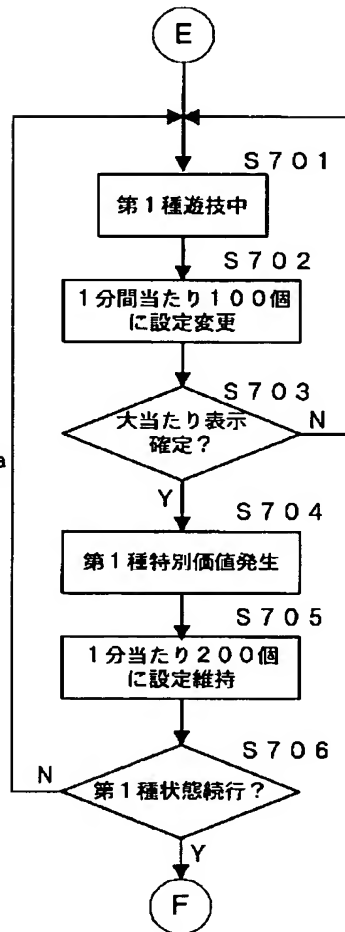 E
S701
第1種遊技中
S702
1分間当たり100個
に設定変更
S703
大当たり表示
確定?
N
a
Y
S704
第1種特別価値発生
S705
1分当たり200個
に設定維持
S706
N
第1種状態続行?
Y
F